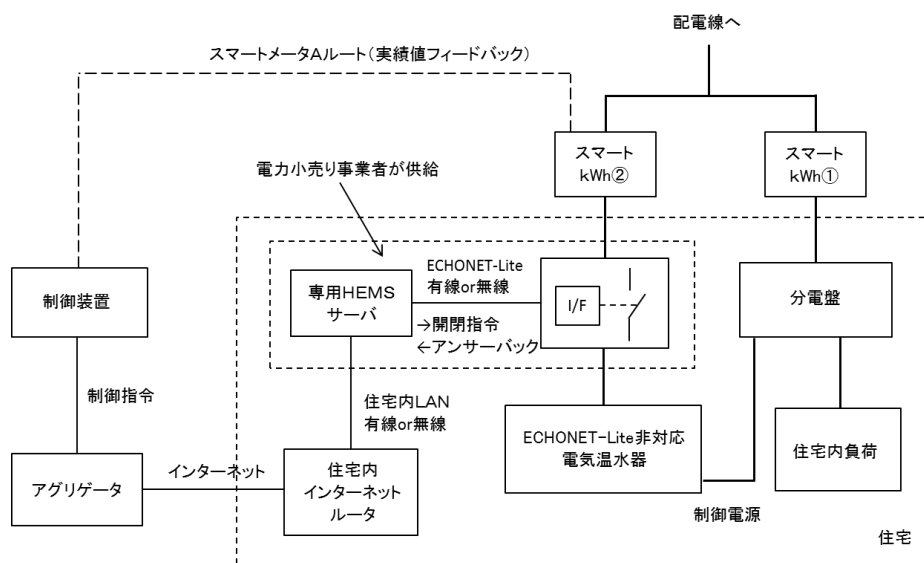 配電線へ
スマートメータAルート(実績値フィードバック)
スマート
kWh②
スマート
kWh①
電力小売り事業者が供給
制御装置
専用HEMS
サーバ
ECHONET-Lite
有線or無線
→開閉指令
←アンサーバック
I/F
分電盤
制御指令
住宅内LAN
有線or無線
ECHONET-Lite非対応
電気温水器
住宅内負荷
アグリゲータ
インターネット
住宅内
インターネット
ルータ
制御電源
住宅